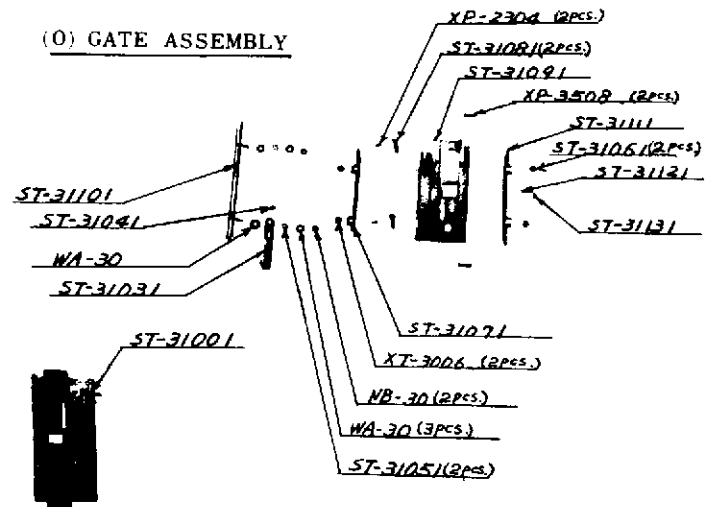 (O) GATE ASSEMBLY
XP-2304 (2pcs.)
ST-31081 (2pcs.)
ST-31091
XP-3508 (2pcs.)
ST-31111
ST-31061 (2pcs.)
ST-31121
ST-31131
ST-31101
ST-31041
WA-30
ST-31031
ST-31071
XT-3006 (2pcs.)
NB-30 (2pcs.)
WA-30 (3pcs.)
ST-31051 (2pcs.)
ST-31001